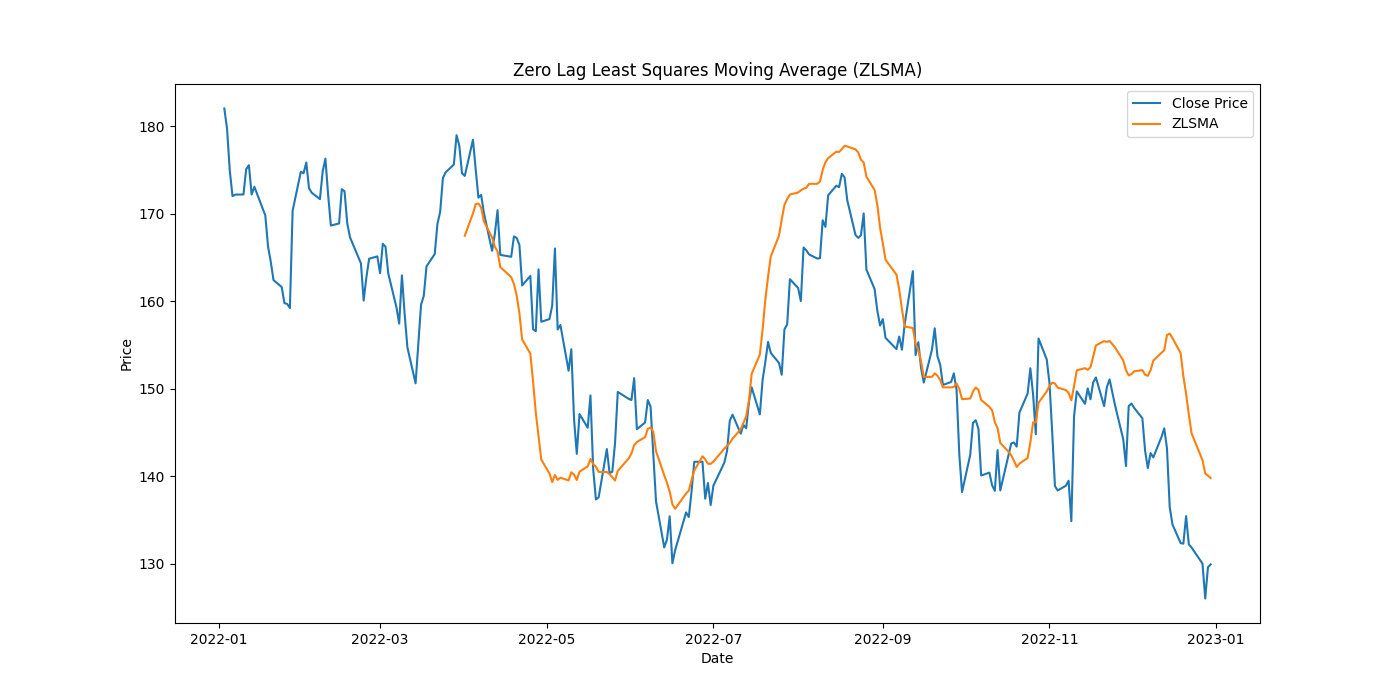 Zero Lag Least Squares Moving Average (ZLSMA)
Close Price
ZLSMA
180
170
160
150
140
130
Price
2022-01
2022-03
2022-05
2022-07
2022-09
2022-11
2023-01
Date